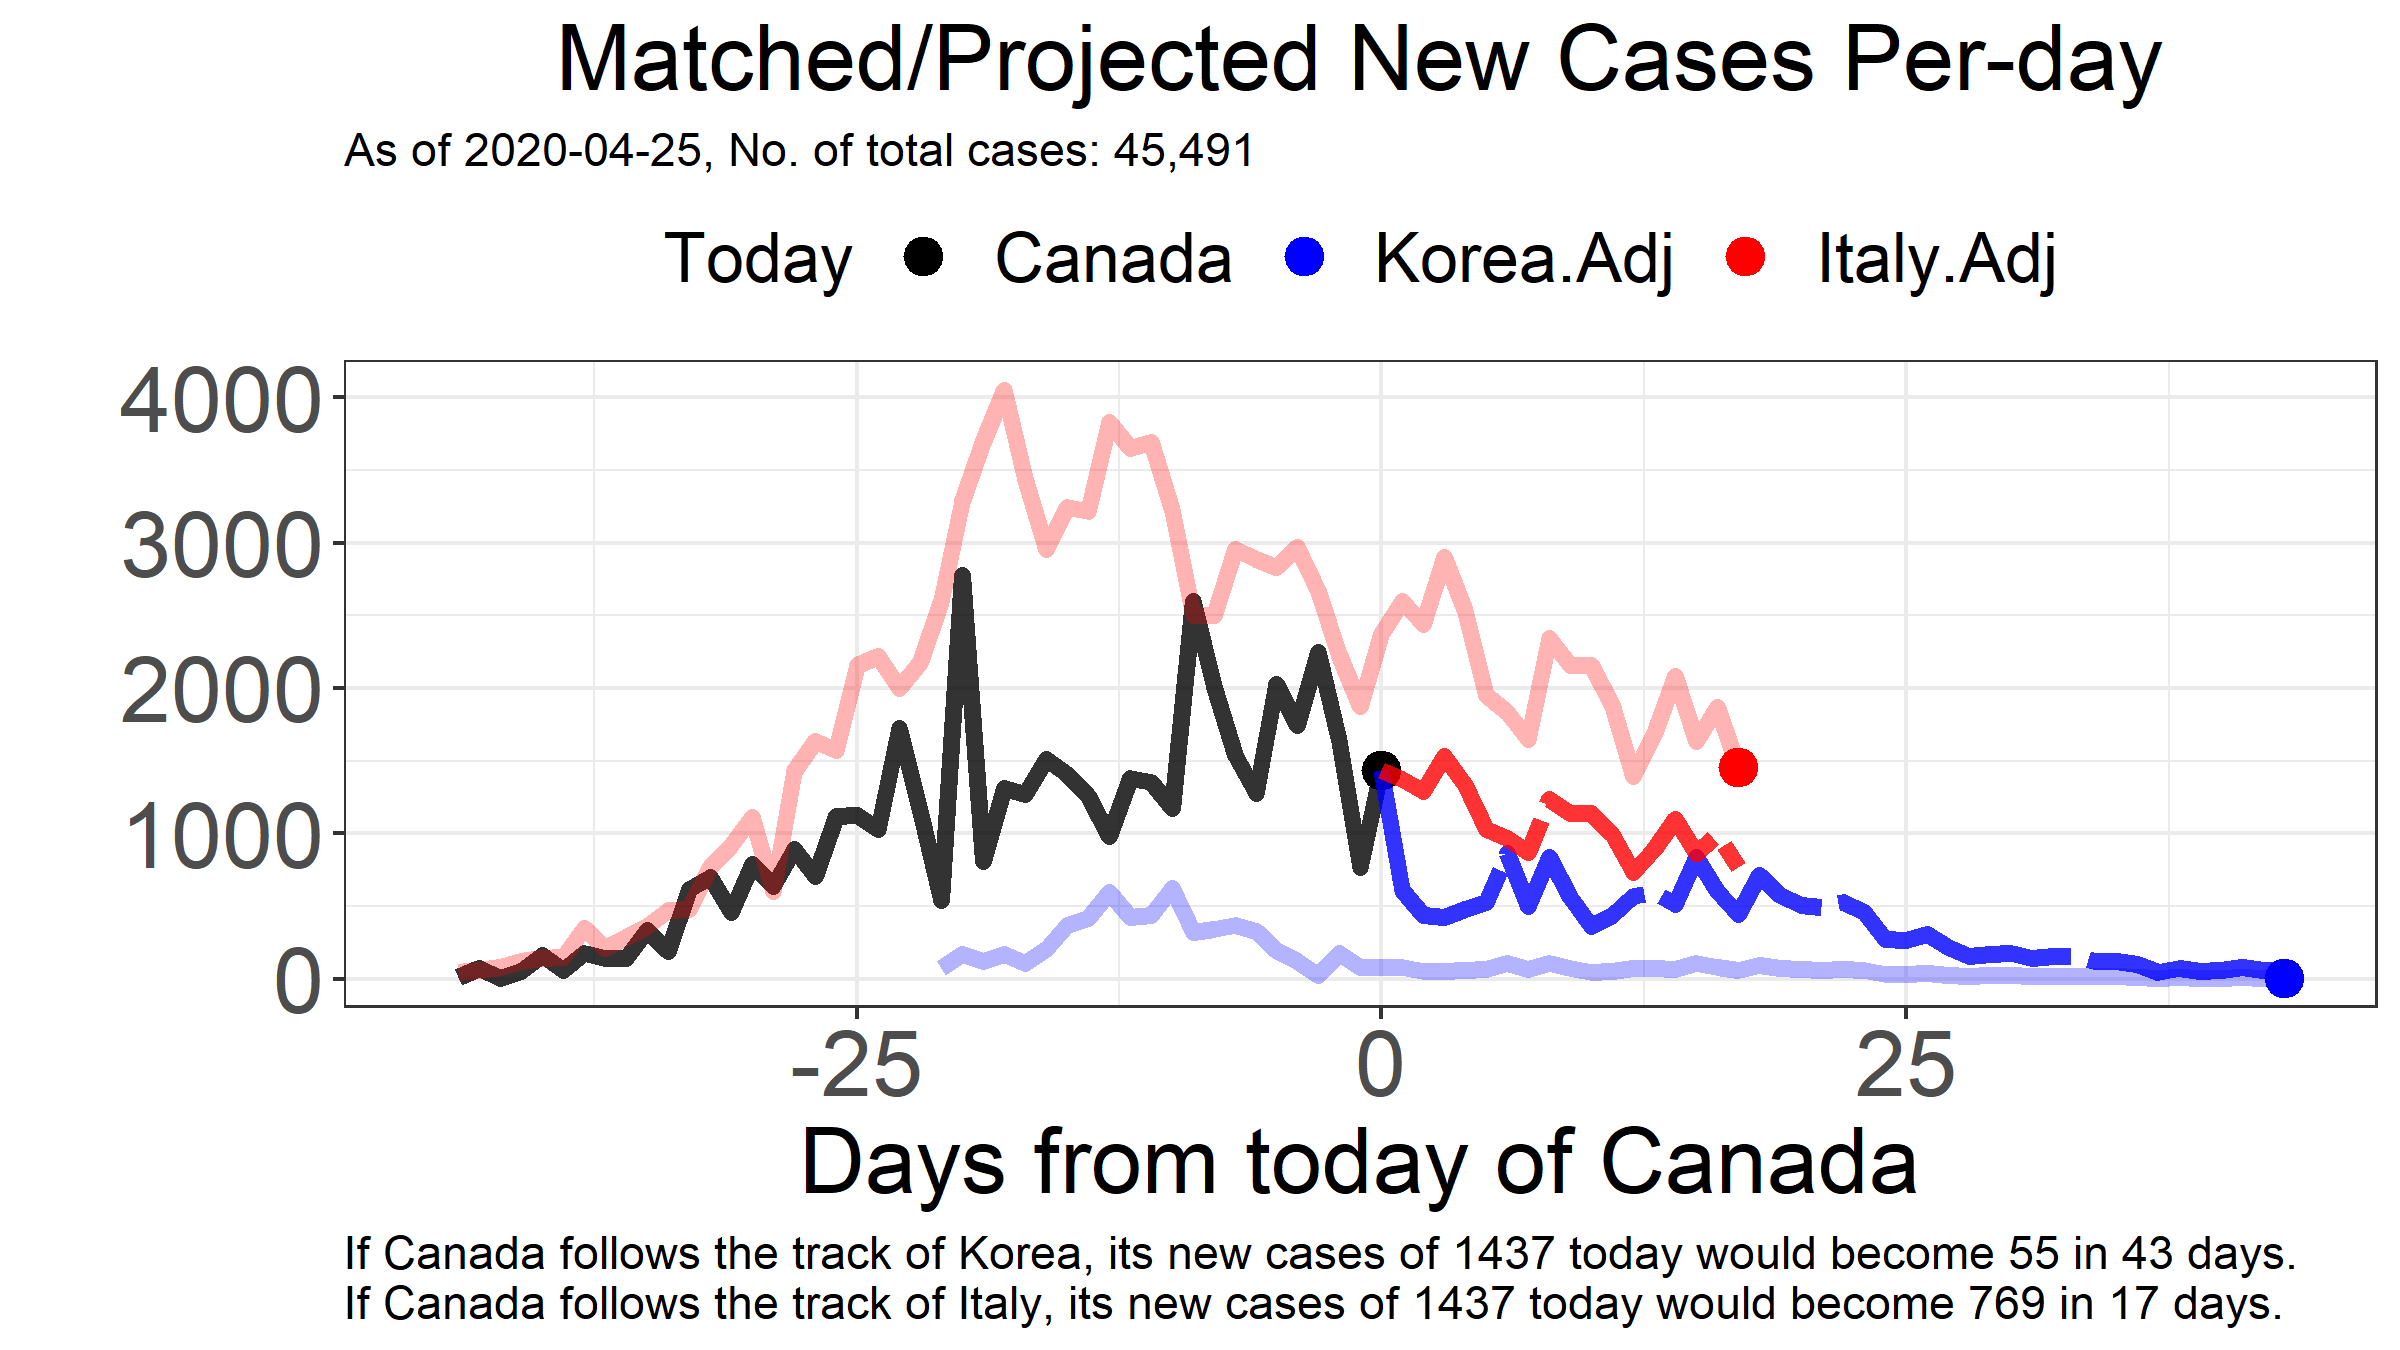 Matched/Projected New Cases Per-day
As of 2020-04-25, No. of total cases: 45,491
Today Canada Korea.Adj Italy.Adj
4000
3000
2000
1000
0
-25 0 25
Days from today of Canada
If Canada follows the track of Korea, its new cases of 1437 today would become 55 in 43 days.
If Canada follows the track of Italy, its new cases of 1437 today would become 769 in 17 days.